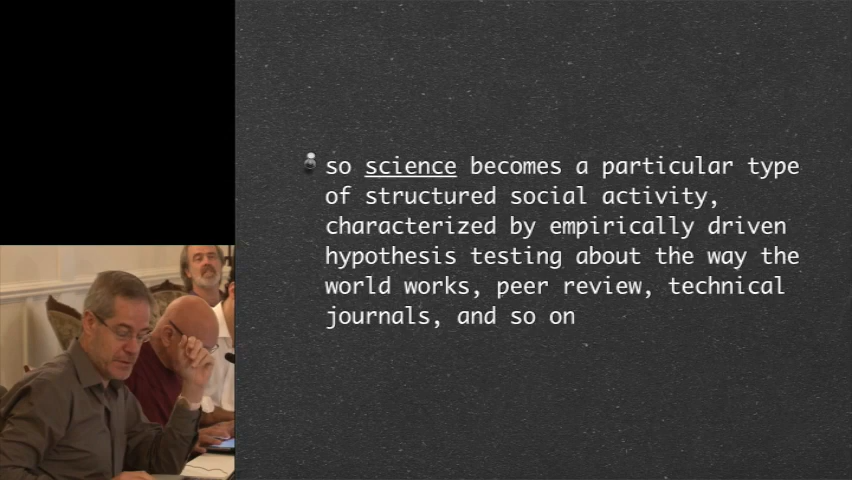 so science becomes a particular type
of structured social activity,
characterized by empirically driven
hypothesis testing about the way the
world works, peer review, technical
journals, and so on